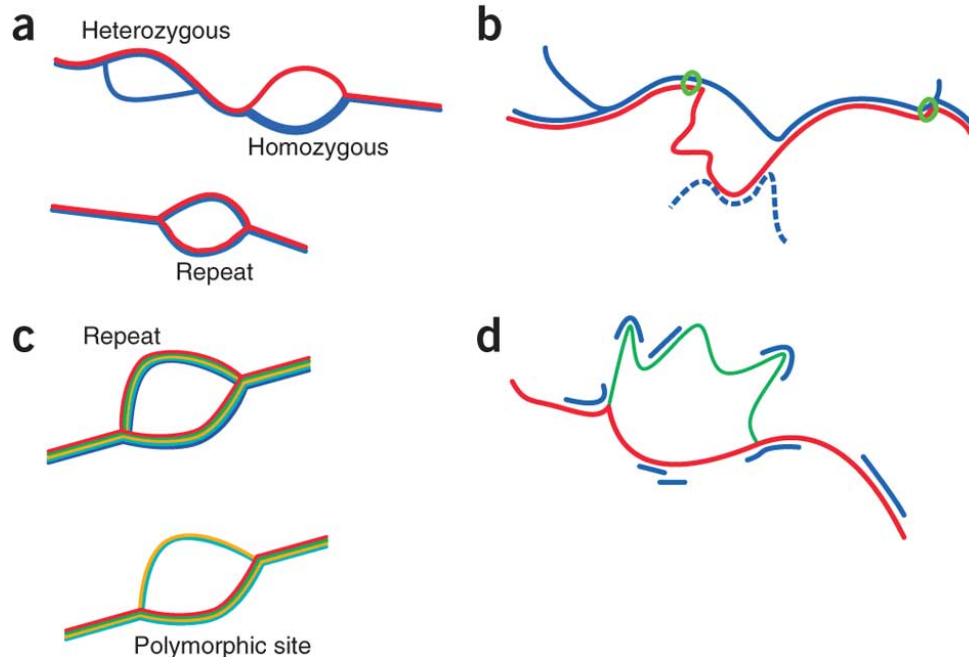 a
Heterozygous
Homozygous
Repeat
b
c
Repeat
Polymorphic site
d